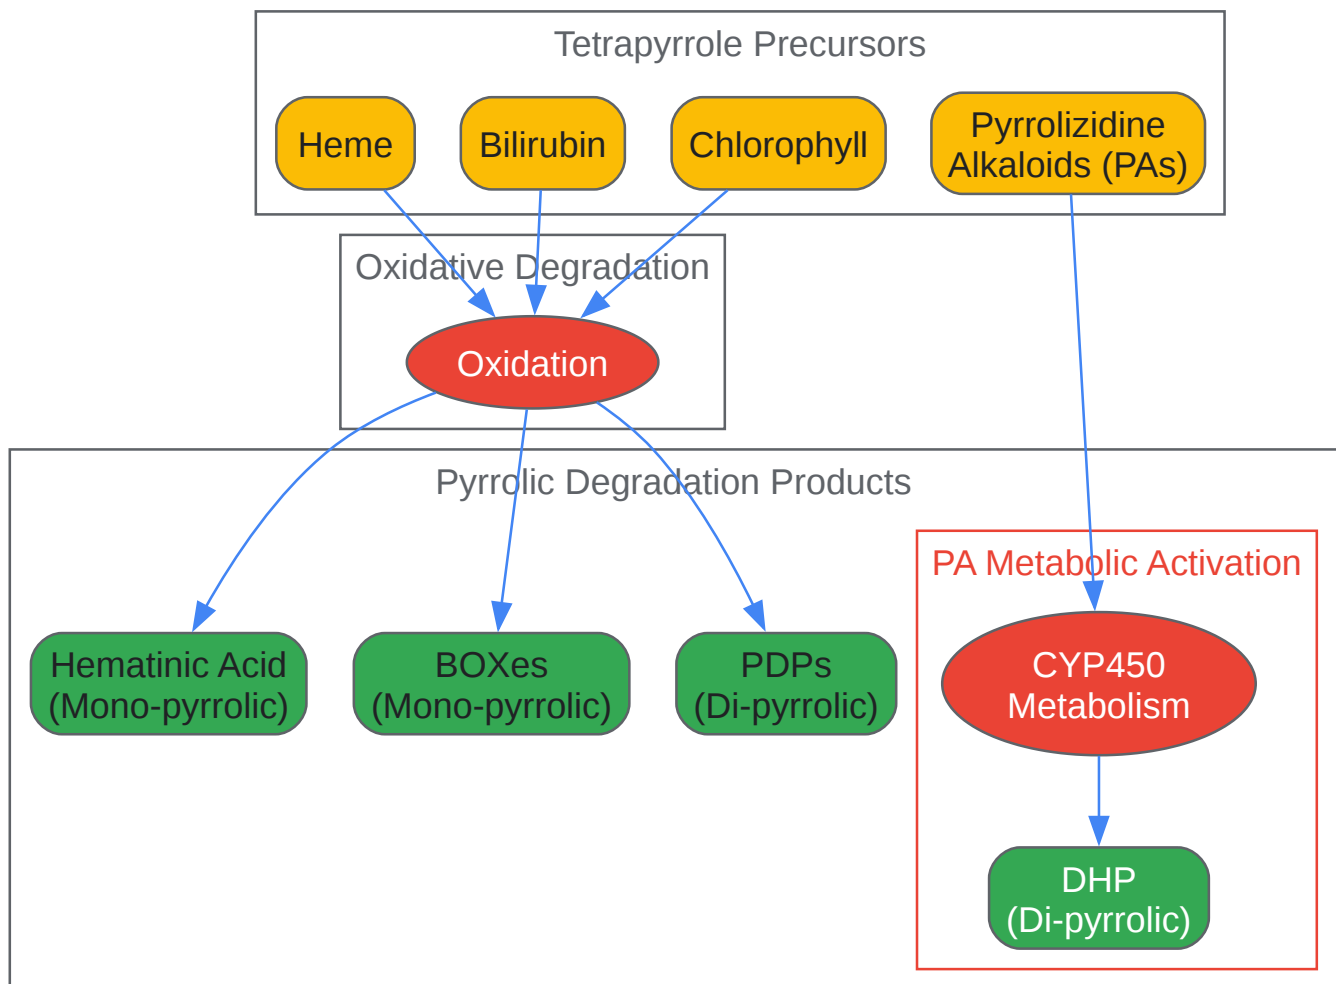 Tetrapyrrole Precursors
Heme
Bilirubin
Chlorophyll
Pyrrolizidine
Alkaloids (PAs)
Oxidative Degradation
Oxidation
Pyrrolic Degradation Products
PA Metabolic Activation
Hematinic Acid
(Mono-pyrrolic)
BOXes
(Mono-pyrrolic)
PDPs
(Di-pyrrolic)
CYP450
Metabolism
DHP
(Di-pyrrolic)